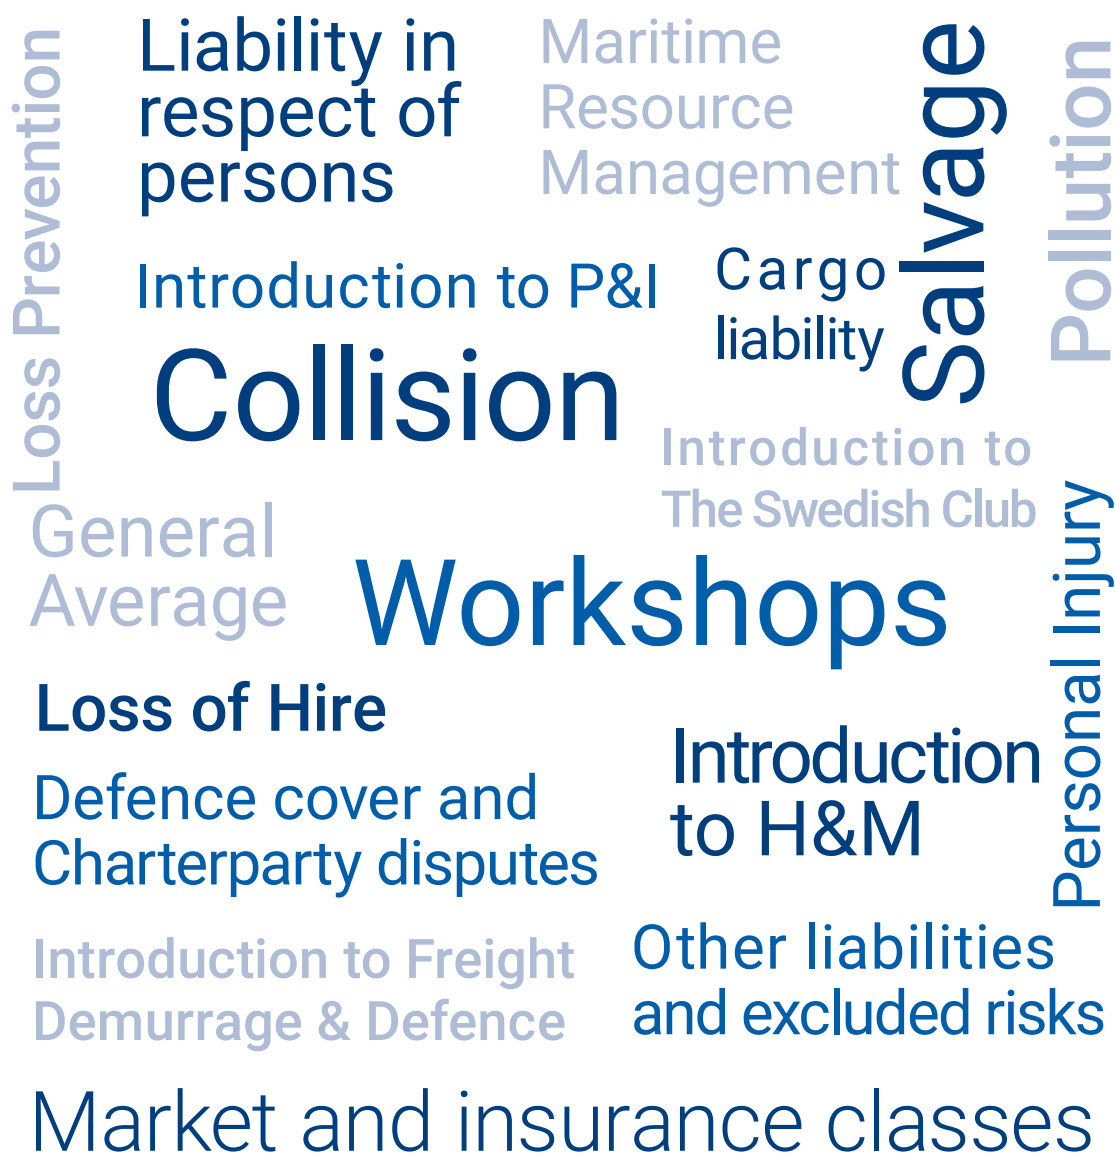 Loss Prevention
Liability in
respect of
persons
Maritime
Resource
Management
Salvage
Pollution
Introduction to P&I
Cargo
liability
Collision
Introduction to
The Swedish Club
General
Average
Workshops
Personal Injury
Loss of Hire
Introduction
to H&M
Defence cover and
Charterparty disputes
Introduction to Freight
Demurrage & Defence
Other liabilities
and excluded risks
Market and insurance classes